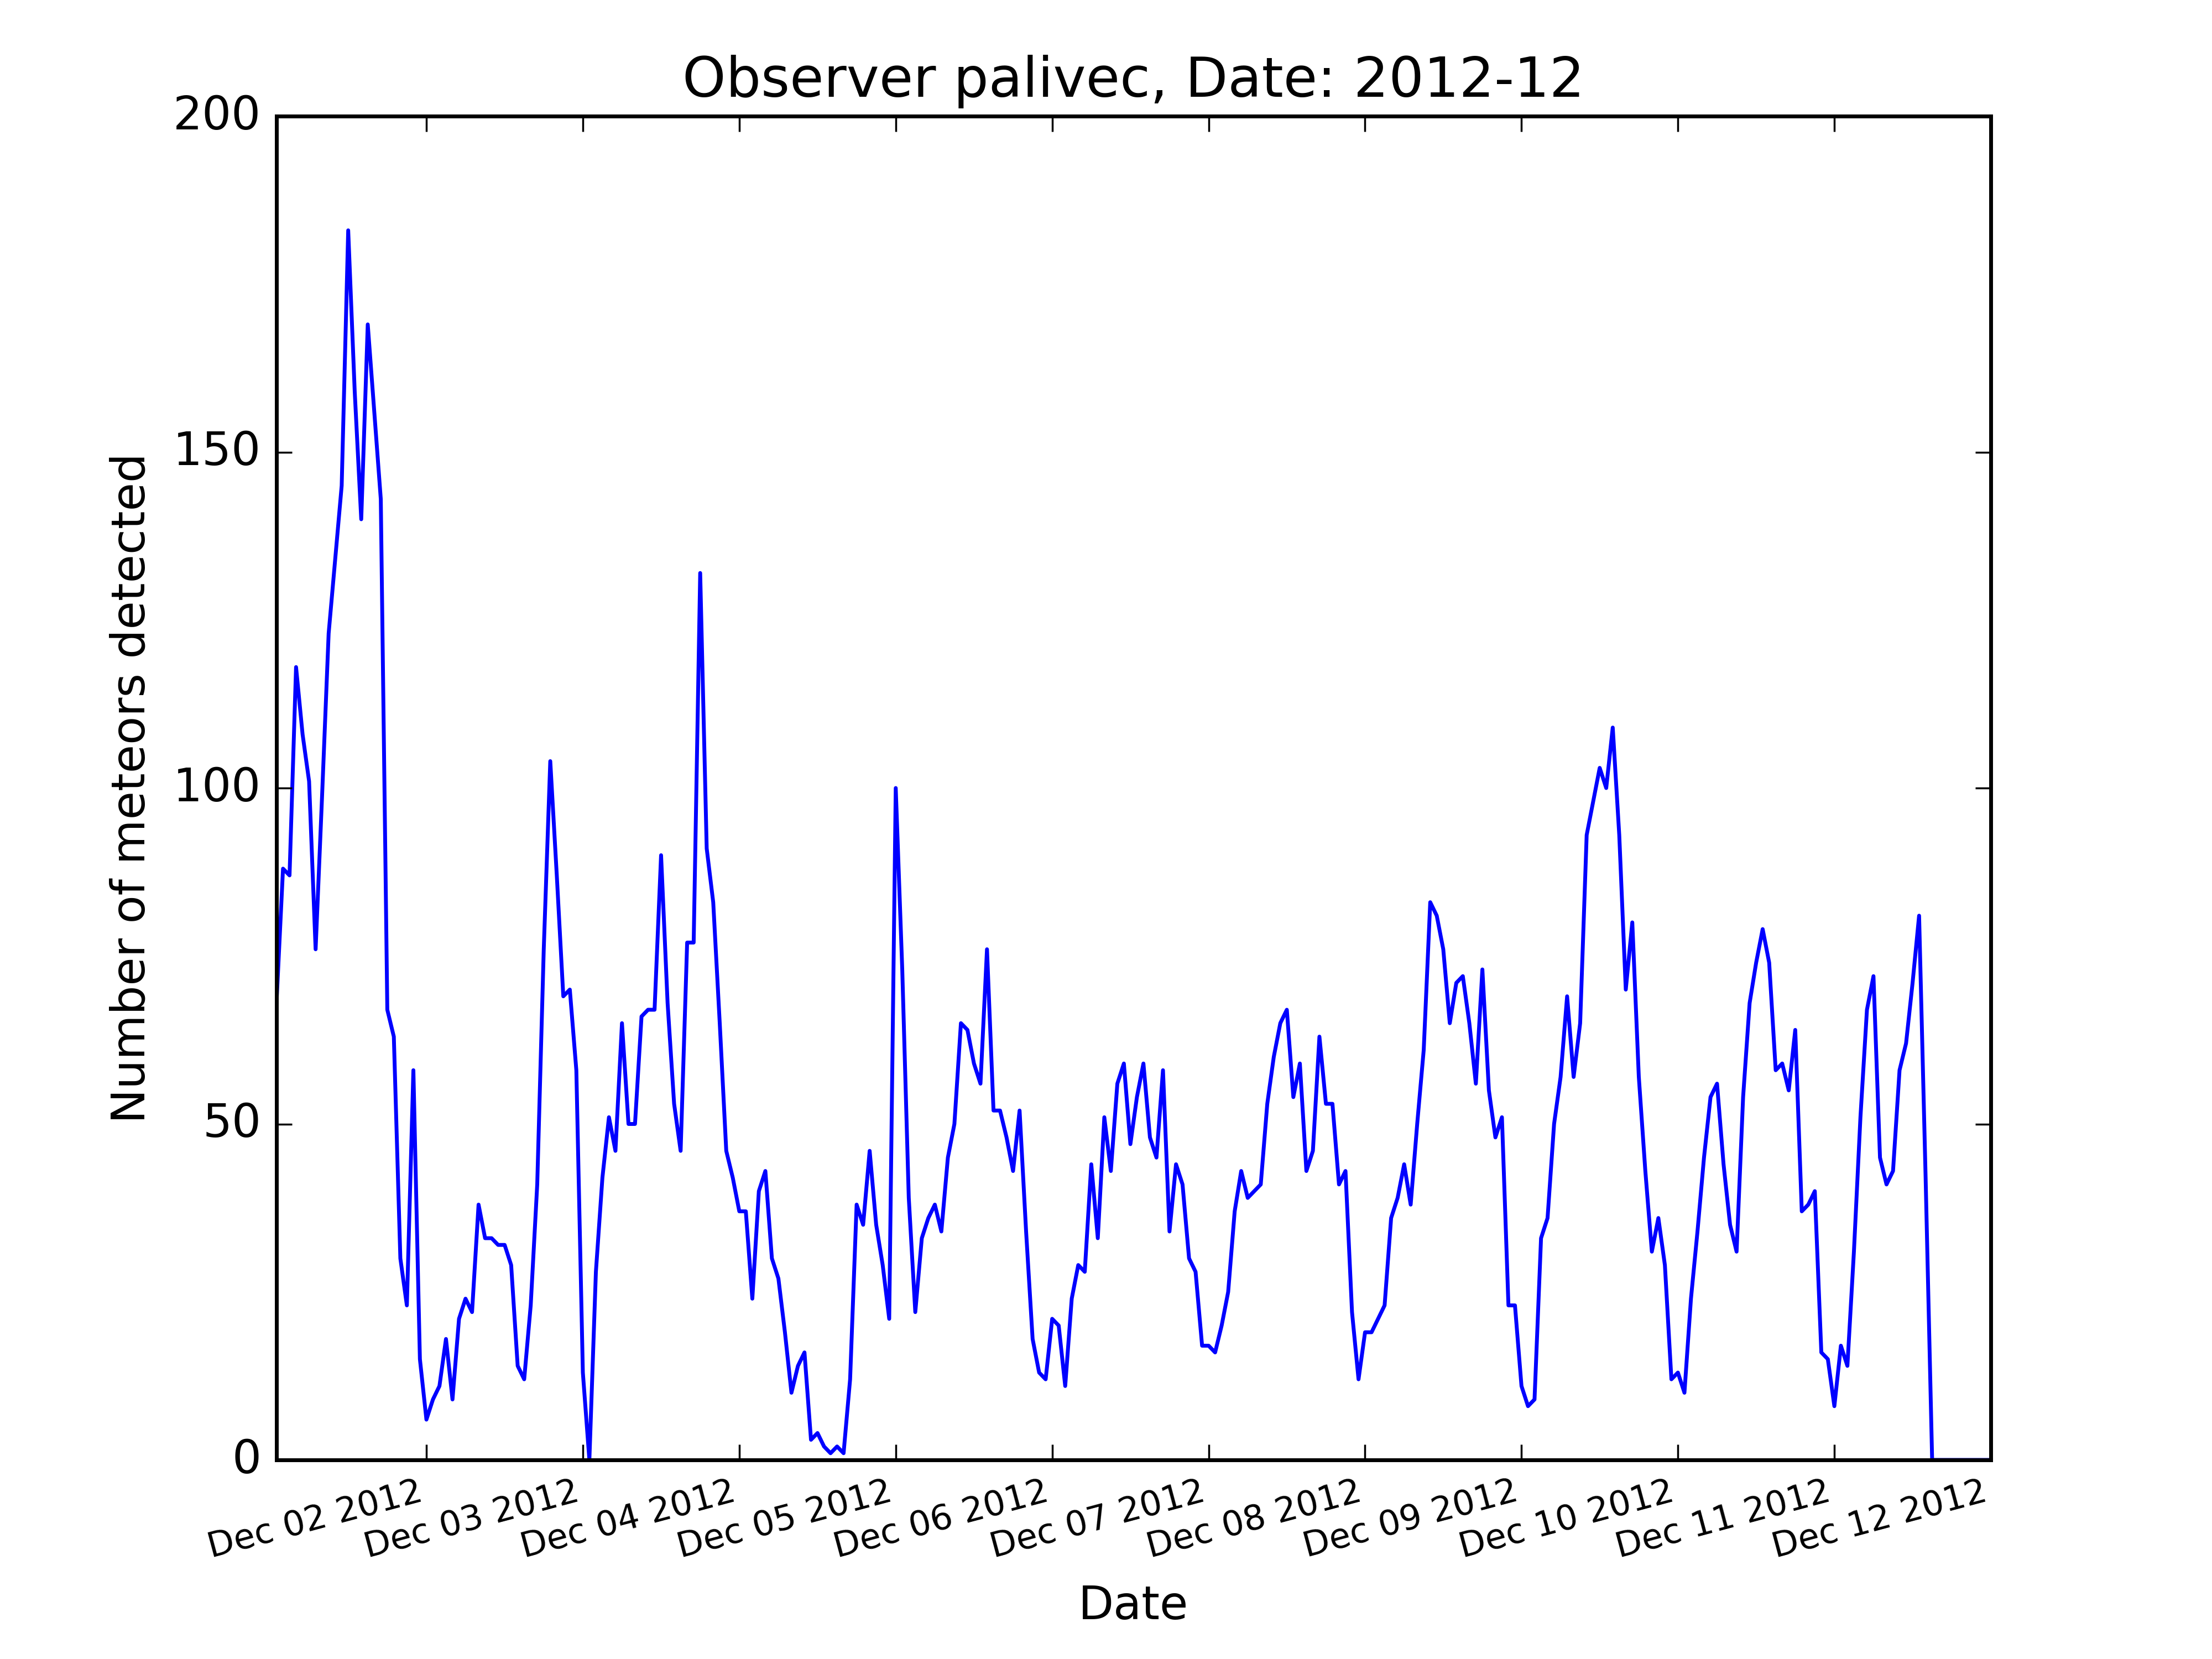 Observer palivec, Date: 2012-12
200
150
100
50
0
Number of meteors detected
Dec 02 2012
Dec 03 2012
Dec 04 2012
Dec 05 2012
Dec 06 2012
Dec 07 2012
Dec 08 2012
Dec 09 2012
Dec 10 2012
Dec 11 2012
Dec 12 2012
Date